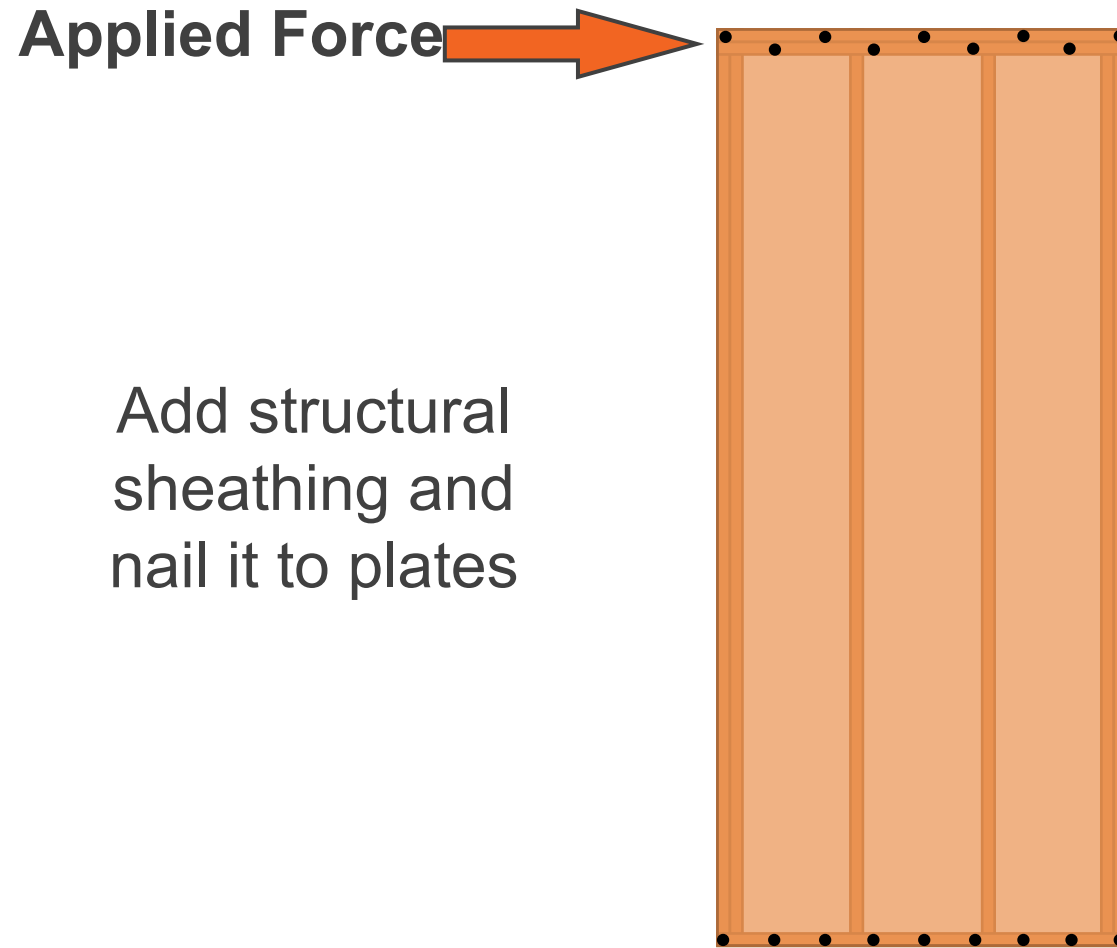 Applied Force
Add structural
sheathing and
nail it to plates